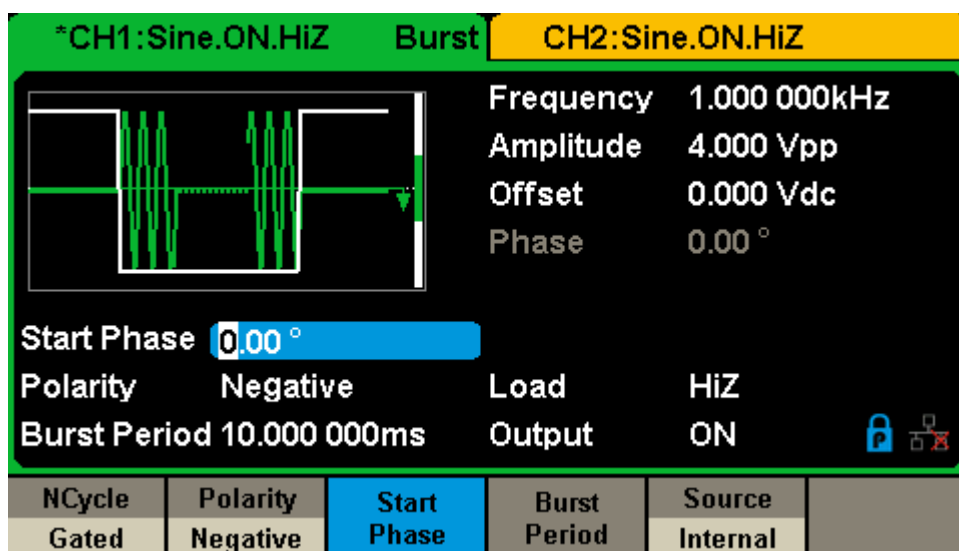 *CH1:Sine.ON.HiZ Burst CH2:Sine.ON.HiZ
Frequency 1.000 000kHz
Amplitude 4.000 Vpp
Offset 0.000 Vdc
Phase 0.00 °
Start Phase 0.00 °
Polarity Negative Load HiZ
Burst Period 10.000 000ms Output ON P
NCycle Polarity Start Burst Source
Gated Negative Phase Period Internal